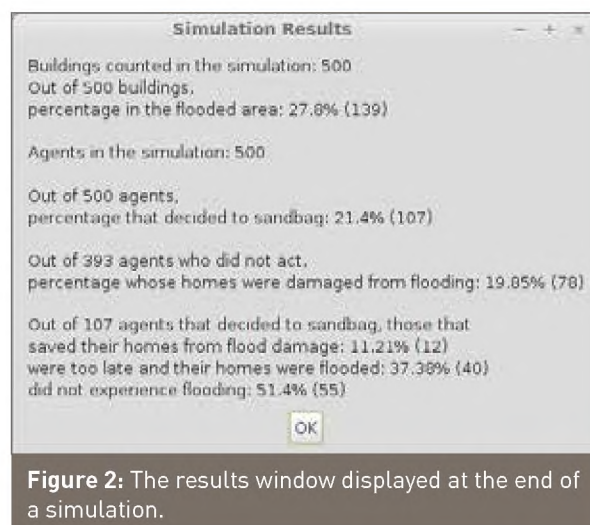 Simulation Results
Buildings counted in the simulation: 500
Out of 500 buildings,
percentage in the flooded area: 27.8% (139)
Agents in the simulation: 500
Out of 500 agents,
percentage that decided to sandbag: 21.4% (107)
Out of 393 agents who did not act,
percentage whose homes were damaged from flooding: 19.85% (78)
Out of 107 agents that decided to sandbag, those that
saved their homes from flood damage: 11.21% (12)
were too late and their homes were flooded: 37.38% (40)
did not experience flooding: 51.4% (55)
OK
Figure 2: The results window displayed at the end of
a simulation.